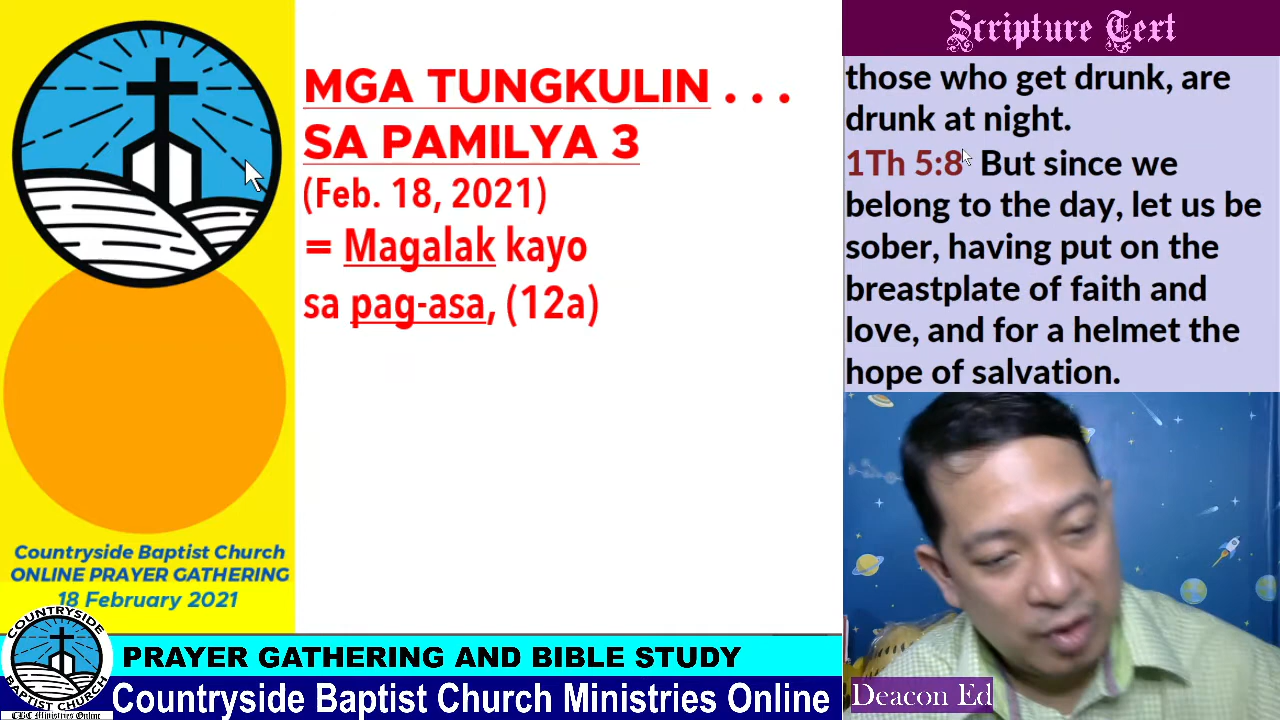 MGA TUNGKULIN . . .
SA PAMILYA 3
(Feb. 18, 2021)
= Magalak kayo
sa pag-asa, (12a)
Countryside Baptist Church
ONLINE PRAYER GATHERING
18 February 2021
Scripture Text
those who get drunk, are
drunk at night.
1Th 5:8 But since we
belong to the day, let us be
sober, having put on the
breastplate of faith and
love, and for a helmet the
hope of salvation.
Deacon Ed
COUNTRYSIDE
BAPTIST CHURCH
CBC Ministries Online
PRAYER GATHERING AND BIBLE STUDY
Countryside Baptist Church Ministries Online